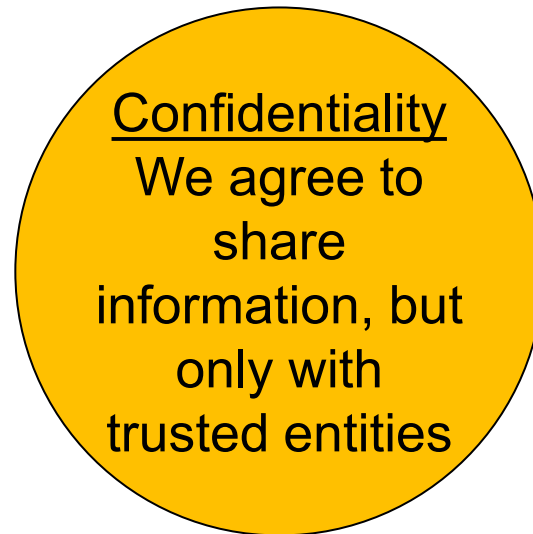 Confidentiality
We agree to
share
information, but
only with
trusted entities